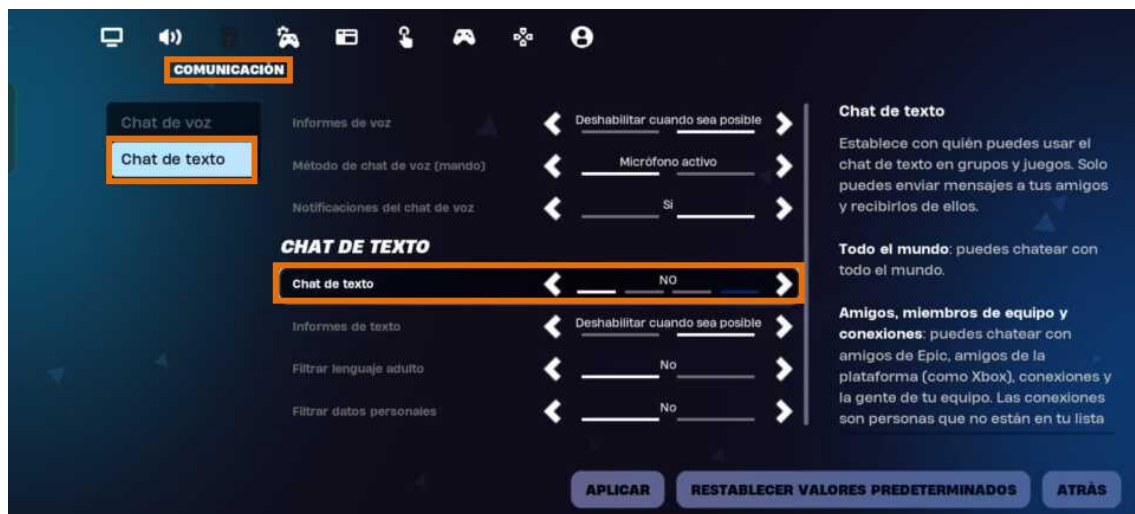 COMUNICACIÓN
Chat de voz
Chat de texto
Informes de voz
Deshabilitar cuando sea posible
Método de chat de voz (mando)
Micrófono activo
Notificaciones del chat de voz
Sí
CHAT DE TEXTO
Chat de texto
NO
Informes de texto
Deshabilitar cuando sea posible
Filtrar lenguaje adulto
No
Filtrar datos personales
No
Chat de texto
Establece con quién puedes usar el
chat de texto en grupos y juegos. Solo
puedes enviar mensajes a tus amigos
y recibirlos de ellos.
Todo el mundo: puedes chatear con
todo el mundo.
Amigos, miembros de equipo y
conexiones: puedes chatear con
amigos de Epic, amigos de la
plataforma (como Xbox), conexiones y
la gente de tu equipo. Las conexiones
son personas que no están en tu lista
APLICAR
RESTABLECER VALORES PREDETERMINADOS
ATRÁS